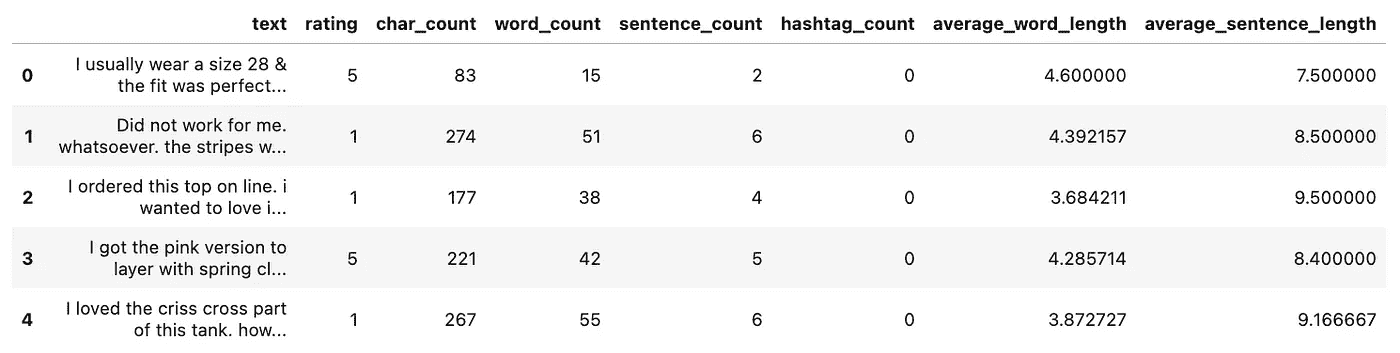 text rating char_count word_count sentence_count hashtag_count average_word_length average_sentence_length
0 I usually wear a size 28 & the fit was perfect... 5 83 15 2 0 4.600000 7.500000
1 Did not work for me. whatsoever. the stripes w... 1 274 51 6 0 4.392157 8.500000
2 I ordered this top on line. i wanted to love i... 1 177 38 4 0 3.684211 9.500000
3 I got the pink version to layer with spring cl... 5 221 42 5 0 4.285714 8.400000
4 I loved the criss cross part of this tank. how... 1 267 55 6 0 3.872727 9.166667